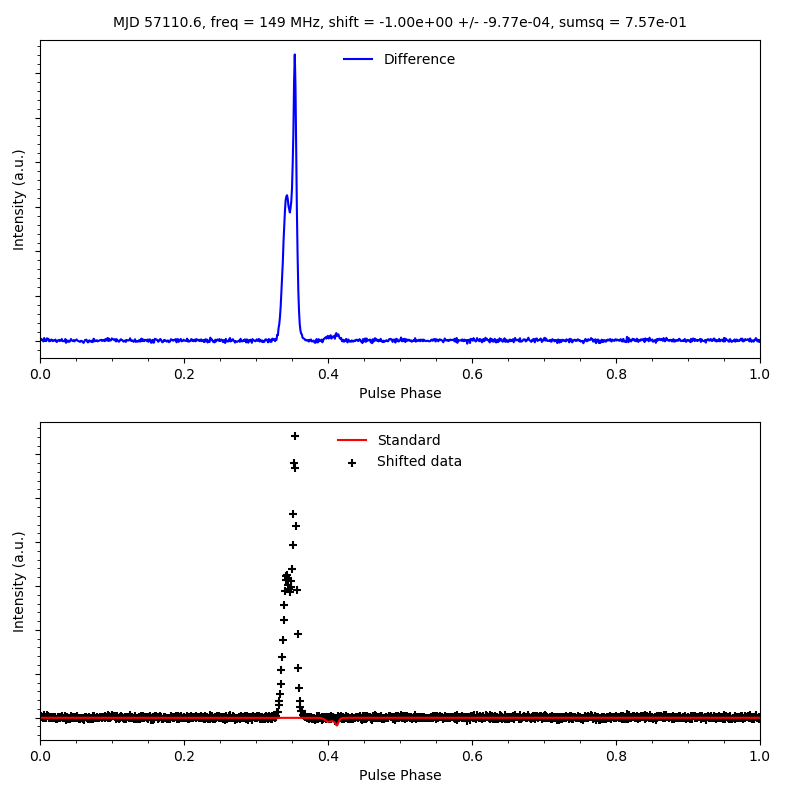 MJD 57110.6, freq = 149 MHz, shift = -1.00e+00 +/- -9.77e-04, sumsq = 7.57e-01
Difference
Intensity (a.u.)
0.0 0.2 0.4 0.6 0.8 1.0
Pulse Phase
Standard
Shifted data
Intensity (a.u.)
0.0 0.2 0.4 0.6 0.8 1.0
Pulse Phase